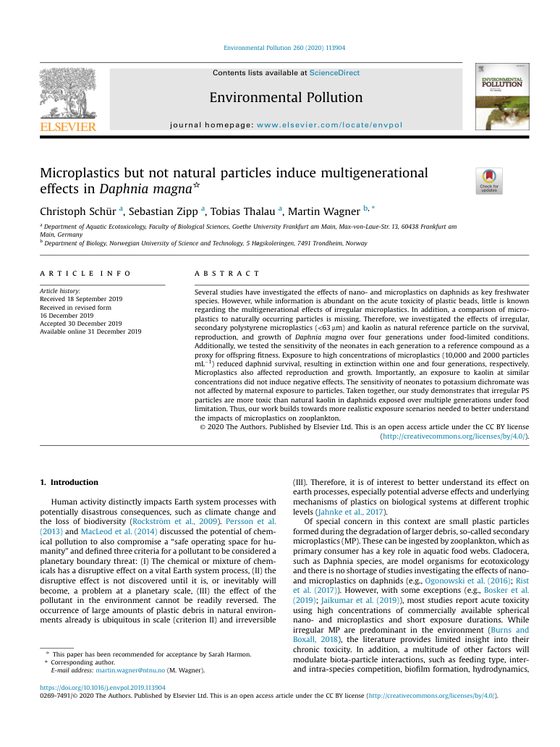 Environmental Pollution 260 (2020) 113904
Contents lists available at ScienceDirect
Environmental Pollution
journal homepage: www.elsevier.com/locate/envpol
ELSEVIER
ENVIRONMENTAL
POLLUTION
Microplastics but not natural particles induce multigenerational
effects in Daphnia magna☆
Check for
updates
Christoph Schür a, Sebastian Zipp a, Tobias Thalau a, Martin Wagner b, *
a Department of Aquatic Ecotoxicology, Faculty of Biological Sciences, Goethe University Frankfurt am Main, Max-von-Laue-Str. 13, 60438 Frankfurt am
Main, Germany
b Department of Biology, Norwegian University of Science and Technology, 5 Høgskoleringen, 7491 Trondheim, Norway
ARTICLE INFO
Article history:
Received 18 September 2019
Received in revised form
16 December 2019
Accepted 30 December 2019
Available online 31 December 2019
ABSTRACT
Several studies have investigated the effects of nano- and microplastics on daphnids as key freshwater
species. However, while information is abundant on the acute toxicity of plastic beads, little is known
regarding the multigenerational effects of irregular microplastics. In addition, a comparison of micro-
plastics to naturally occurring particles is missing. Therefore, we investigated the effects of irregular,
secondary polystyrene microplastics (<63 μm) and kaolin as natural reference particle on the survival,
reproduction, and growth of Daphnia magna over four generations under food-limited conditions.
Additionally, we tested the sensitivity of the neonates in each generation to a reference compound as a
proxy for offspring fitness. Exposure to high concentrations of microplastics (10,000 and 2000 particles
mL−1) reduced daphnid survival, resulting in extinction within one and four generations, respectively.
Microplastics also affected reproduction and growth. Importantly, an exposure to kaolin at similar
concentrations did not induce negative effects. The sensitivity of neonates to potassium dichromate was
not affected by maternal exposure to particles. Taken together, our study demonstrates that irregular PS
particles are more toxic than natural kaolin in daphnids exposed over multiple generations under food
limitation. Thus, our work builds towards more realistic exposure scenarios needed to better understand
the impacts of microplastics on zooplankton.
© 2020 The Authors. Published by Elsevier Ltd. This is an open access article under the CC BY license
(http://creativecommons.org/licenses/by/4.0/).
1. Introduction
Human activity distinctly impacts Earth system processes with
potentially disastrous consequences, such as climate change and
the loss of biodiversity (Rockström et al., 2009). Persson et al.
(2013) and MacLeod et al. (2014) discussed the potential of chem-
ical pollution to also compromise a “safe operating space for hu-
manity” and defined three criteria for a pollutant to be considered a
planetary boundary threat: (I) The chemical or mixture of chem-
icals has a disruptive effect on a vital Earth system process, (II) the
disruptive effect is not discovered until it is, or inevitably will
become, a problem at a planetary scale, (III) the effect of the
pollutant in the environment cannot be readily reversed. The
occurrence of large amounts of plastic debris in natural environ-
ments already is ubiquitous in scale (criterion II) and irreversible
(III). Therefore, it is of interest to better understand its effect on
earth processes, especially potential adverse effects and underlying
mechanisms of plastics on biological systems at different trophic
levels (Jahnke et al., 2017).
Of special concern in this context are small plastic particles
formed during the degradation of larger debris, so-called secondary
microplastics (MP). These can be ingested by zooplankton, which as
primary consumer has a key role in aquatic food webs. Cladocera,
such as Daphnia species, are model organisms for ecotoxicology
and there is no shortage of studies investigating the effects of nano-
and microplastics on daphnids (e.g., Ogonowski et al. (2016); Rist
et al. (2017)). However, with some exceptions (e.g., Bosker et al.
(2019); Jaikumar et al. (2019)), most studies report acute toxicity
using high concentrations of commercially available spherical
nano- and microplastics and short exposure durations. While
irregular MP are predominant in the environment (Burns and
Boxall, 2018), the literature provides limited insight into their
chronic toxicity. In addition, a multitude of other factors will
modulate biota-particle interactions, such as feeding type, inter-
and intra-species competition, biofilm formation, hydrodynamics,
☆ This paper has been recommended for acceptance by Sarah Harmon.
* Corresponding author.
E-mail address: martin.wagner@ntnu.no (M. Wagner).
https://doi.org/10.1016/j.envpol.2019.113904
0269-7491/© 2020 The Authors. Published by Elsevier Ltd. This is an open access article under the CC BY license (http://creativecommons.org/licenses/by/4.0/).